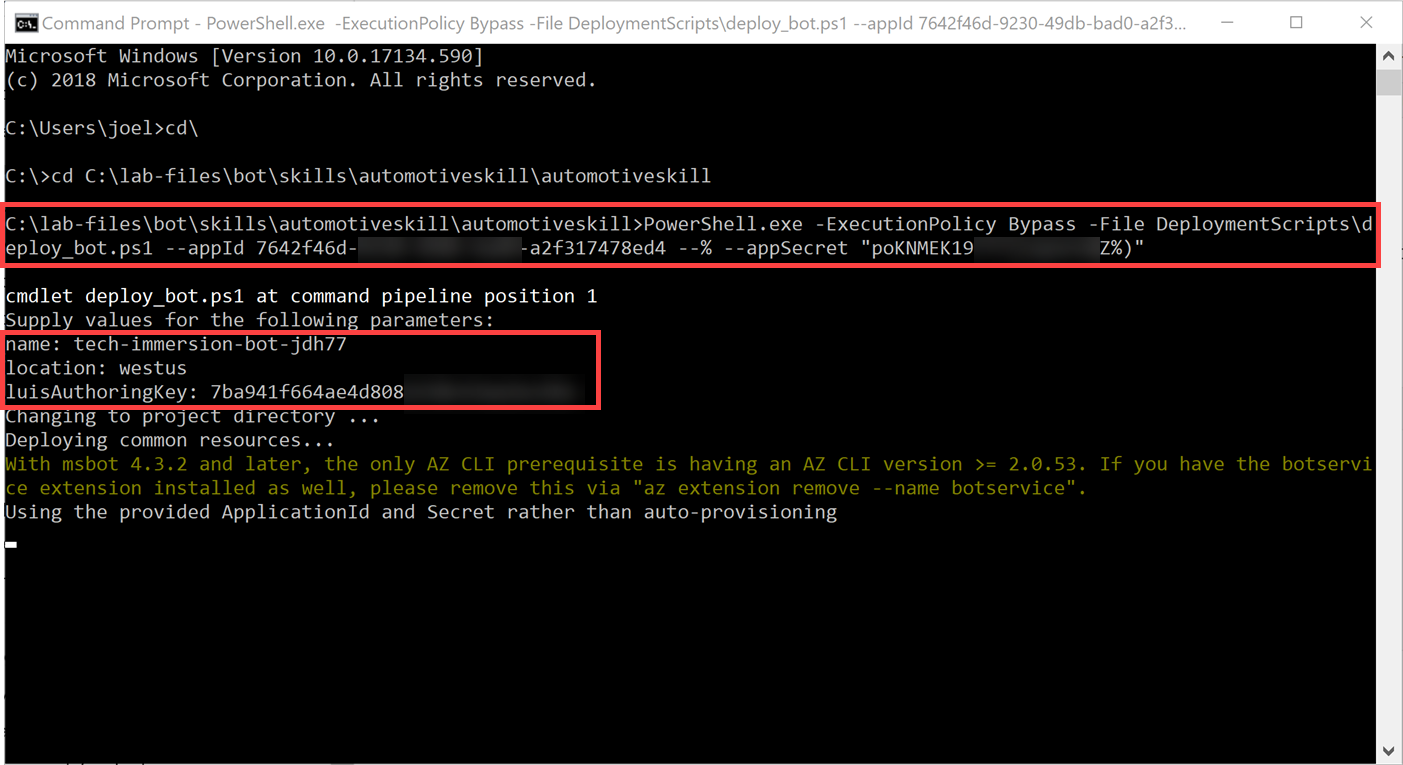 Command Prompt - PowerShell.exe  -ExecutionPolicy Bypass -File DeploymentScripts\deploy_bot.ps1 --appId 7642f46d-9230-49db-bad0-a2f3...
Microsoft Windows [Version 10.0.17134.590]
(c) 2018 Microsoft Corporation. All rights reserved.
C:\Users\joel>cd\
C:\>cd C:\lab-files\bot\skills\automotiveskill\automotiveskill
C:\lab-files\bot\skills\automotiveskill\automotiveskill>PowerShell.exe -ExecutionPolicy Bypass -File DeploymentScripts\d
eploy_bot.ps1 --appId 7642f46d- -a2f317478ed4 --% --appSecret "poKNMEK19 Z%)"
cmdlet deploy_bot.ps1 at command pipeline position 1
Supply values for the following parameters:
name: tech-immersion-bot-jdh77
location: westus
luisAuthoringKey: 7ba941f664ae4d808
Changing to project directory ...
Deploying common resources...
With msbot 4.3.2 and later, the only AZ CLI prerequisite is having an AZ CLI version >= 2.0.53. If you have the botservi
ce extension installed as well, please remove this via "az extension remove --name botservice".
Using the provided ApplicationId and Secret rather than auto-provisioning